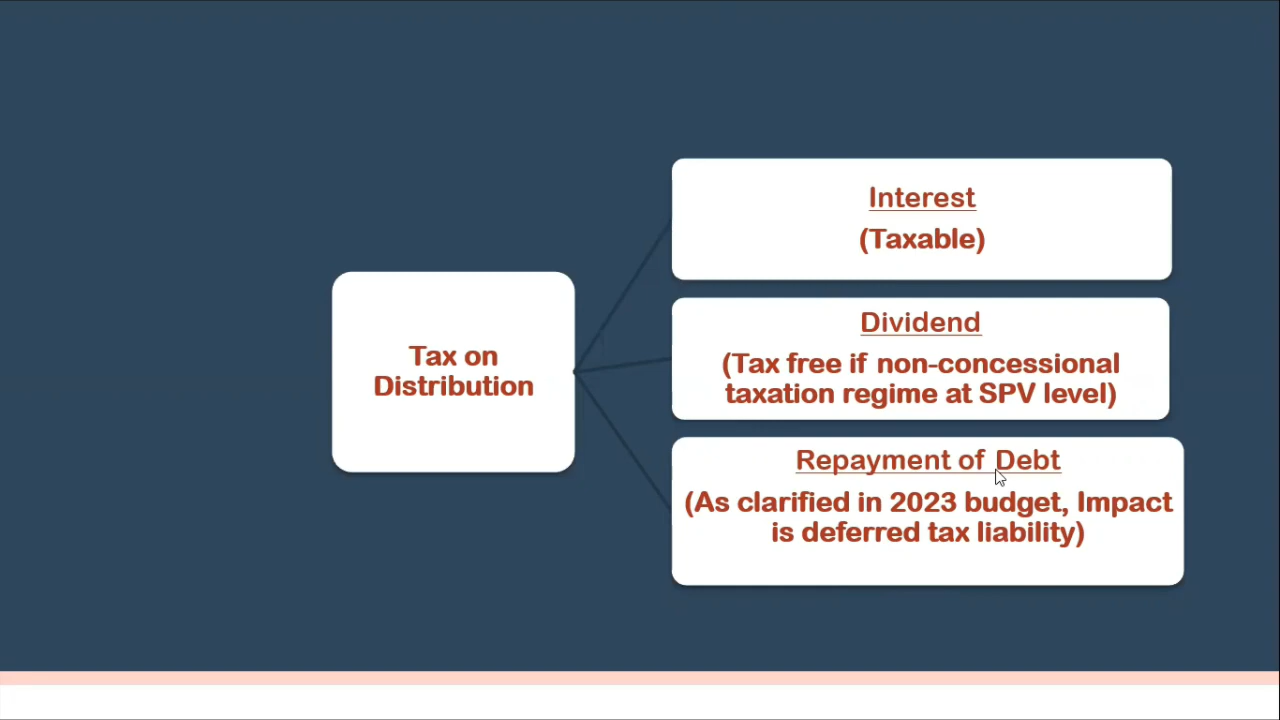 Tax on
Distribution
Interest
(Taxable)
Dividend
(Tax free if non-concessional
taxation regime at SPV level)
Repayment of Debt
(As clarified in 2023 budget, Impact
is deferred tax liability)